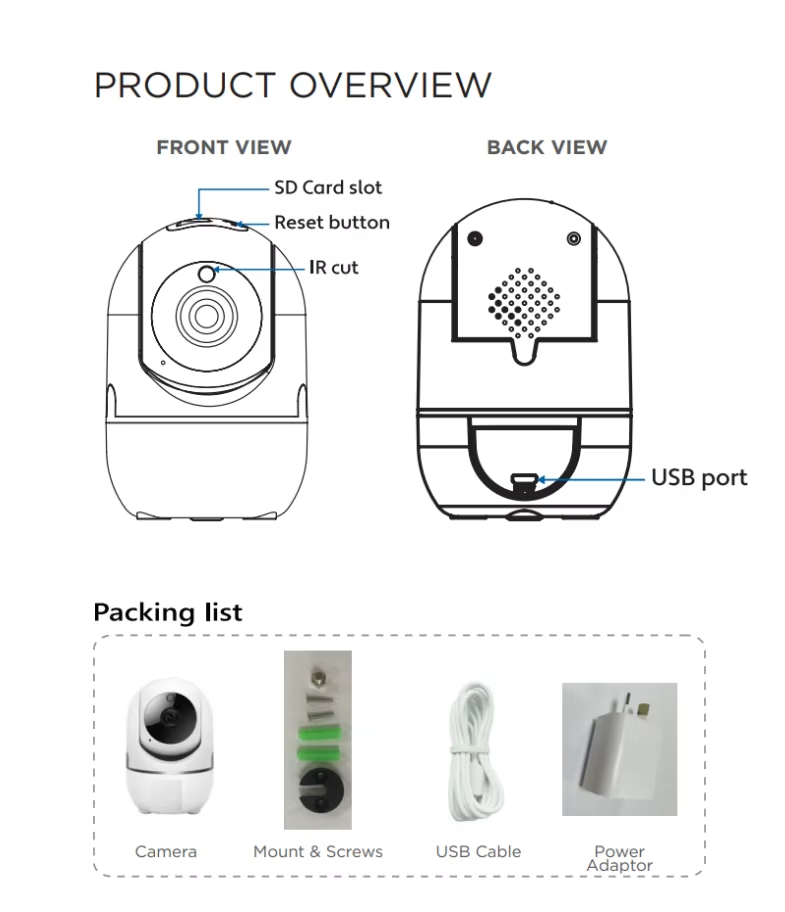 PRODUCT OVERVIEW
FRONT VIEW
BACK VIEW
SD Card slot
Reset button
IR cut
USB port
Packing list
Camera
Mount & Screws
USB Cable
Power
Adaptor